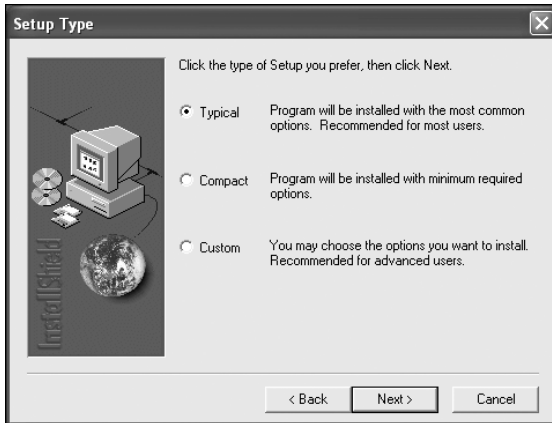 Setup Type
Click the type of Setup you prefer, then click Next.
Typical
Program will be installed with the most common
options. Recommended for most users.
Compact
Program will be installed with minimum required
options.
Custom
You may choose the options you want to install.
Recommended for advanced users.
InstallShield
< Back
Next >
Cancel